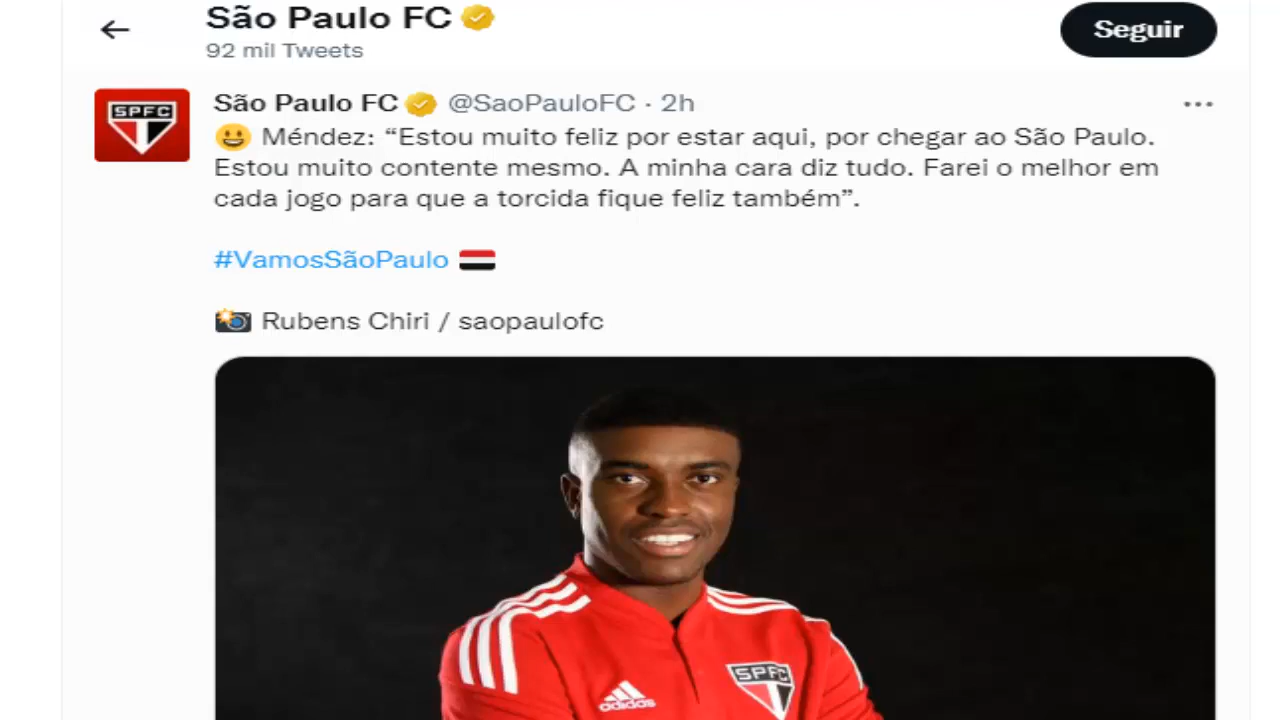 São Paulo FC
92 mil Tweets
Seguir
São Paulo FC @SaoPauloFC · 2h
😃 Méndez: “Estou muito feliz por estar aqui, por chegar ao São Paulo.
Estou muito contente mesmo. A minha cara diz tudo. Farei o melhor em
cada jogo para que a torcida fique feliz também”.
#VamosSãoPaulo
📸 Rubens Chiri / saopaulofc
SPFC
adidas
SPFC